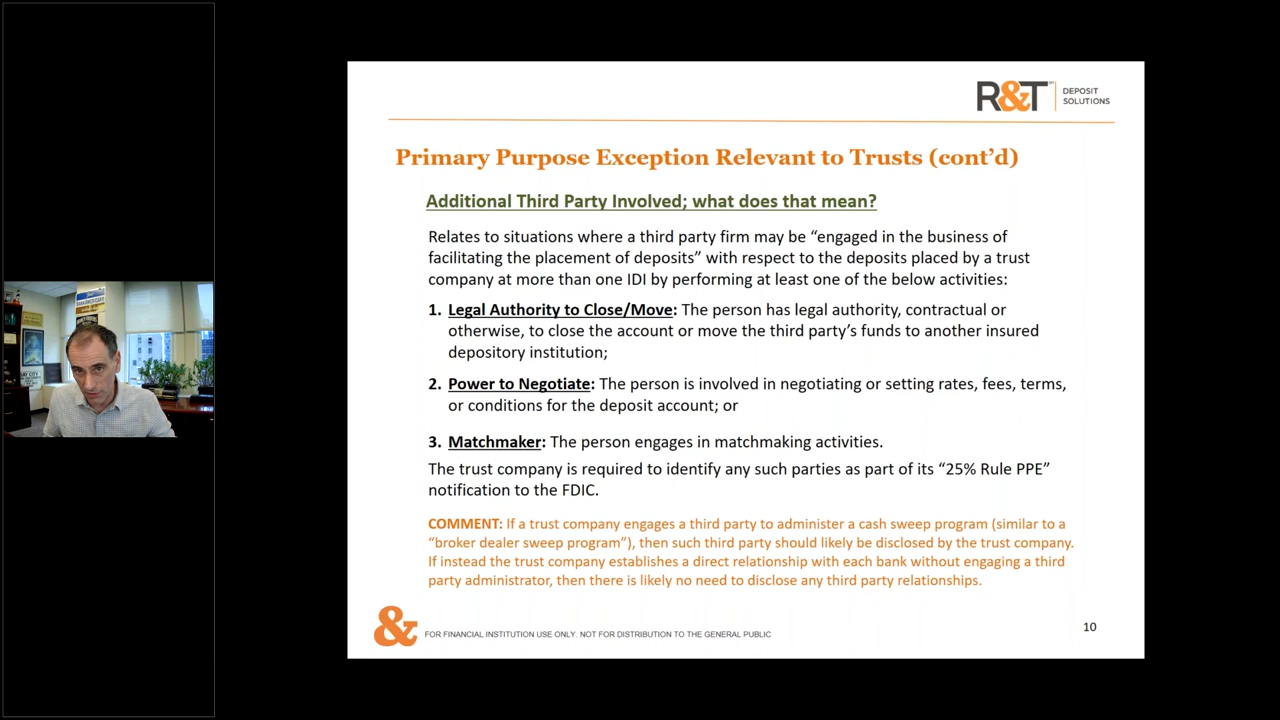 R&T DEPOSIT
SOLUTIONS
Primary Purpose Exception Relevant to Trusts (cont’d)
Additional Third Party Involved; what does that mean?
Relates to situations where a third party firm may be “engaged in the business of
facilitating the placement of deposits” with respect to the deposits placed by a trust
company at more than one IDI by performing at least one of the below activities:
1. Legal Authority to Close/Move: The person has legal authority, contractual or
otherwise, to close the account or move the third party’s funds to another insured
depository institution;
2. Power to Negotiate: The person is involved in negotiating or setting rates, fees, terms,
or conditions for the deposit account; or
3. Matchmaker: The person engages in matchmaking activities.
The trust company is required to identify any such parties as part of its “25% Rule PPE”
notification to the FDIC.
COMMENT: If a trust company engages a third party to administer a cash sweep program (similar to a
“broker dealer sweep program”), then such third party should likely be disclosed by the trust company.
If instead the trust company establishes a direct relationship with each bank without engaging a third
party administrator, then there is likely no need to disclose any third party relationships.
& FOR FINANCIAL INSTITUTION USE ONLY. NOT FOR DISTRIBUTION TO THE GENERAL PUBLIC
10